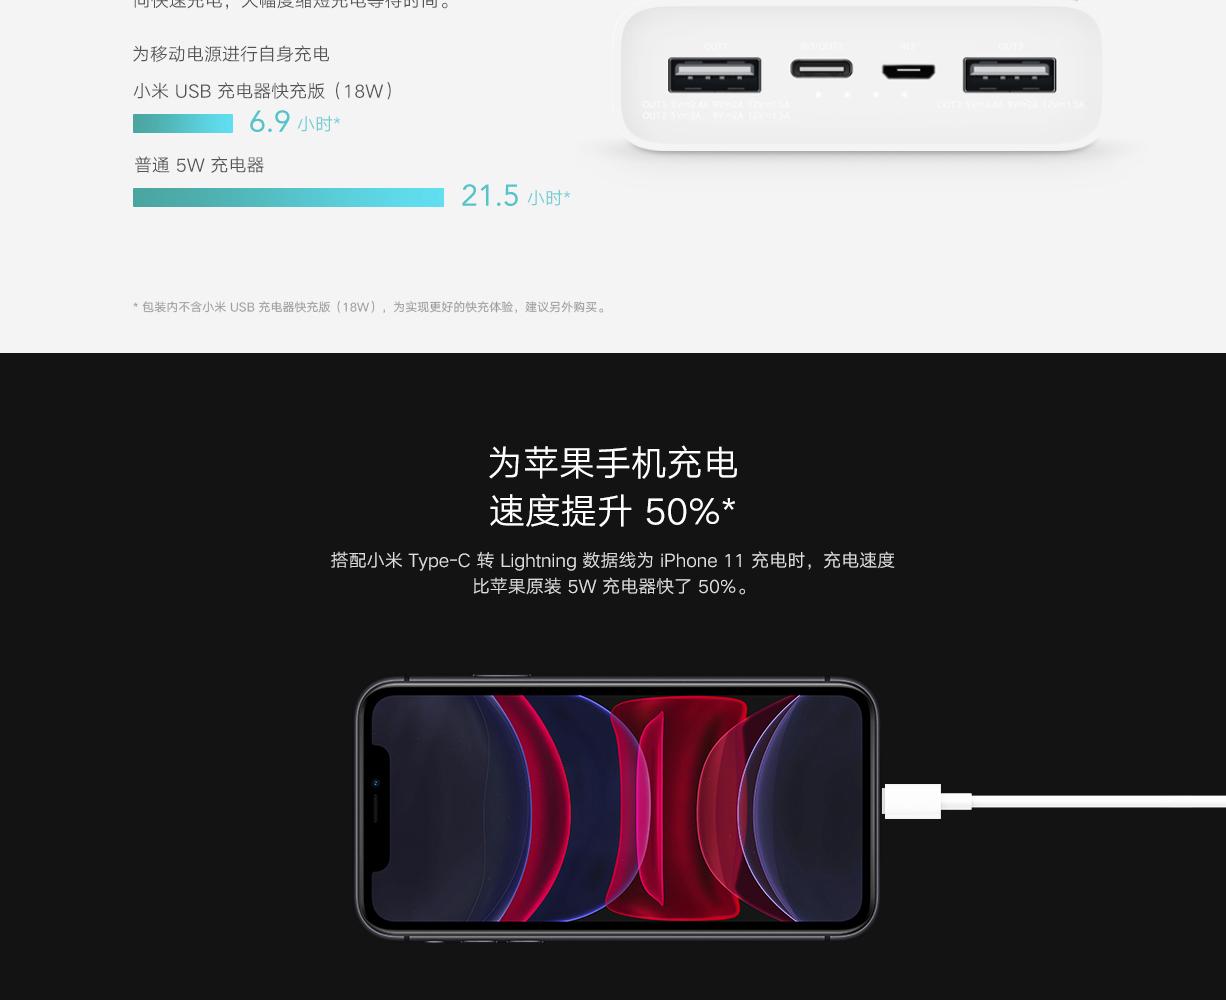 向快速充电，大幅度缩短充电等待时间。
为移动电源进行自身充电
小米 USB 充电器快充版（18W）
6.9 小时*
普通 5W 充电器
21.5 小时*
OUT1
IN1/OUT2
IN2
OUT3
* 包装内不含小米 USB 充电器快充版（18W），为实现更好的快充体验，建议另外购买。
为苹果手机充电
速度提升 50%*
搭配小米 Type-C 转 Lightning 数据线为 iPhone 11 充电时，充电速度
比苹果原装 5W 充电器快了 50%。